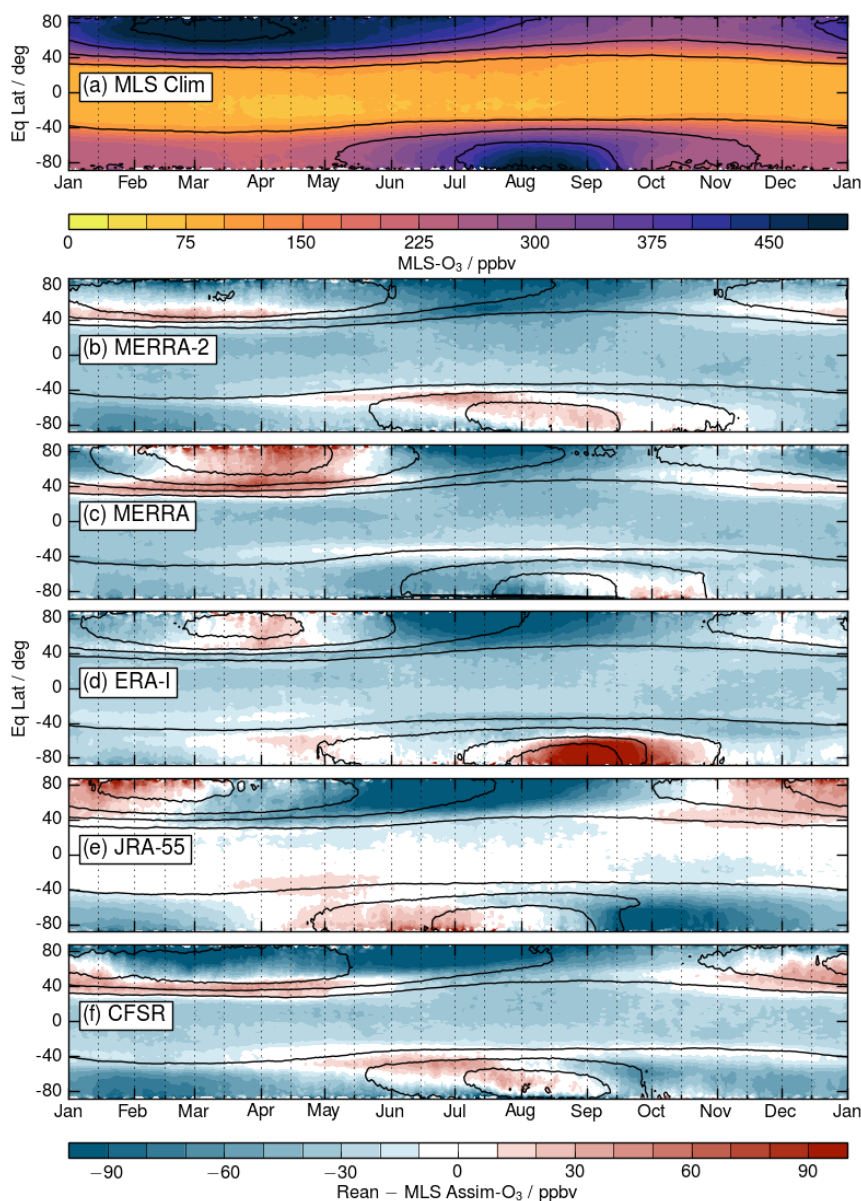 80
40
0
-40
-80
Eq Lat / deg
(a) MLS Clim
Jan Feb Mar Apr May Jun Jul Aug Sep Oct Nov Dec Jan
0 75 150 225 300 375 450
MLS-O₃ / ppbv
80
40
0
-40
-80
(b) MERRA-2
80
40
0
-40
-80
(c) MERRA
80
40
0
-40
-80
Eq Lat / deg
(d) ERA-I
80
40
0
-40
-80
(e) JRA-55
80
40
0
-40
-80
(f) CFSR
Jan Feb Mar Apr May Jun Jul Aug Sep Oct Nov Dec Jan
−90 −60 −30 0 30 60 90
Rean − MLS Assim-O₃ / ppbv